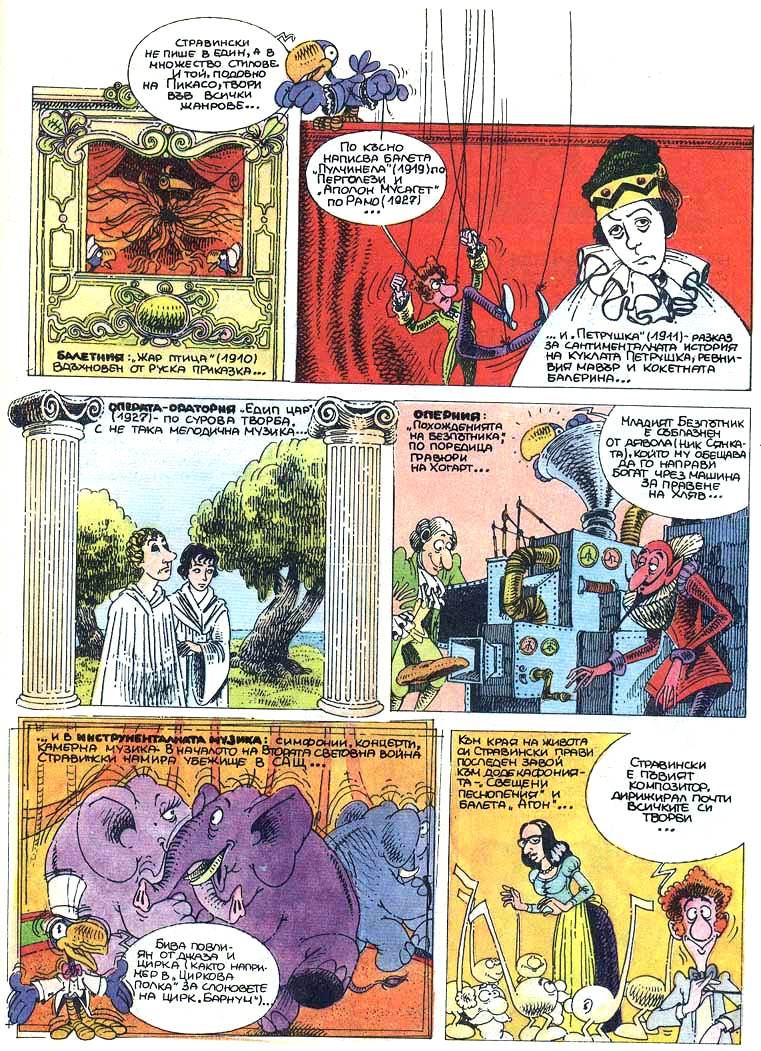 СТРАВИНСКИ
НЕ ПИШЕ В ЕДИН, А В
МНОЖЕСТВО СТИЛОВЕ.
И ТОЙ, ПОДОБНО
НА ПИКАСО, ТВОРИ
ВЪВ ВСИЧКИ
ЖАНРОВЕ...
БАЛЕТНИЯ: „ЖАР ПТИЦА" (1910)
ВДЪХНОВЕН ОТ РУСКА ПРИКАЗКА...
ПО КЪСНО
НАПИСВА БАЛЕТА
„ПУЛЧИНЕЛА" (1919) ПО
ПЕРГОЛЕЗИ И
„АПОЛОН МУСАГЕТ"
ПО РАМО (1927)
...
... И „ПЕТРУШКА" (1911) - РАЗКАЗ
ЗА САНТИМЕНТАЛНАТА ИСТОРИЯ
НА КУКЛАТА ПЕТРУШКА, РЕВНИ-
ВИЯ МАВЪР И КОКЕТНАТА
БАЛЕРИНА...
ОПЕРАТА-ОРАТОРИЯ „ЕДИП ЦАР"
(1927) - ПО СУРОВА ТВОРБА,
С НЕ ТАКА МЕЛОДИЧНА МУЗИКА...
ОПЕРНИЯ:
„ПОХОЖДЕНИЯТА
НА БЕЗПЪТНИКА",
ПО ПОРЕДИЦА
ГРАВЮРИ
НА ХОГАРТ...
МЛАДИЯТ БЕЗПЪТНИК
Е СЪБЛАЗНЕН
ОТ ДЯВОЛА (НИК СЯНКА-
ТА), КОЙТО МУ ОБЕЩАВА
ДА ГО НАПРАВИ
БОГАТ ЧРЕЗ МАШИНА
ЗА ПРАВЕНЕ
НА ХЛЯБ...
... И В ИНСТРУМЕНТАЛНАТА МУЗИКА: СИМФОНИИ, КОНЦЕРТИ,
КАМЕРНА МУЗИКА. В НАЧАЛОТО НА ВТОРАТА СВЕТОВНА ВОЙНА
СТРАВИНСКИ НАМИРА УБЕЖИЩЕ В САЩ...
БИВА ПОВЛИ-
ЯН ОТ ДЖАЗА И
ЦИРКА (КАКТО НАПРИ-
МЕР В „ЦИРКОВА
ПОЛКА" ЗА СЛОНОВЕТЕ
НА ЦИРК „БАРНУМ")...
КЪМ КРАЯ НА ЖИВОТА
СИ СТРАВИНСКИ ПРАВИ
ПОСЛЕДЕН ЗАВОЙ
КЪМ ДОДЕКАФОНИЯ-
ТА - „СВЕЩЕНИ
ПЕСНОПЕНИЯ" И
БАЛЕТА „АГОН"...
СТРАВИНСКИ
Е ПЪВИЯТ
КОМПОЗИТОР,
ДИРИЖИРАЛ ПОЧТИ
ВСИЧКИТЕ СИ
ТВОРБИ
...